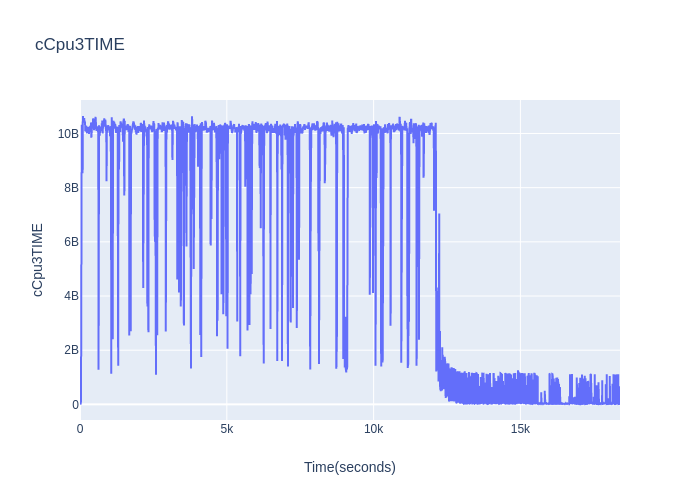 cCpu3TIME
10B
8B
6B
4B
2B
0
cCpu3TIME
0
5k
10k
15k
Time(seconds)